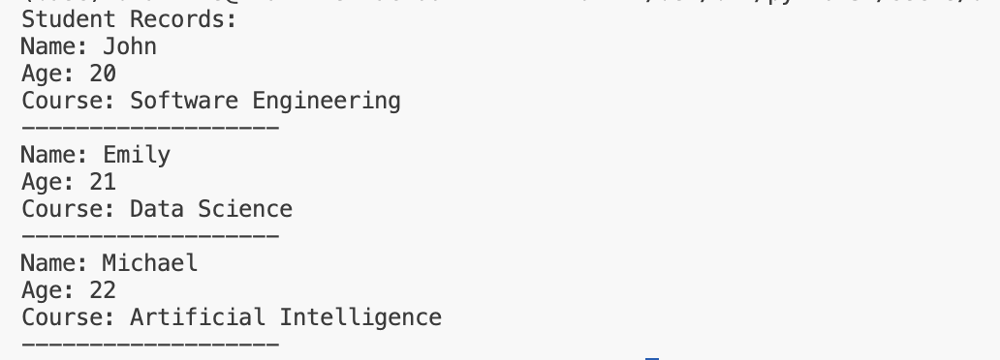 Student Records:
Name: John
Age: 20
Course: Software Engineering
-------------------
Name: Emily
Age: 21
Course: Data Science
-------------------
Name: Michael
Age: 22
Course: Artificial Intelligence
-------------------